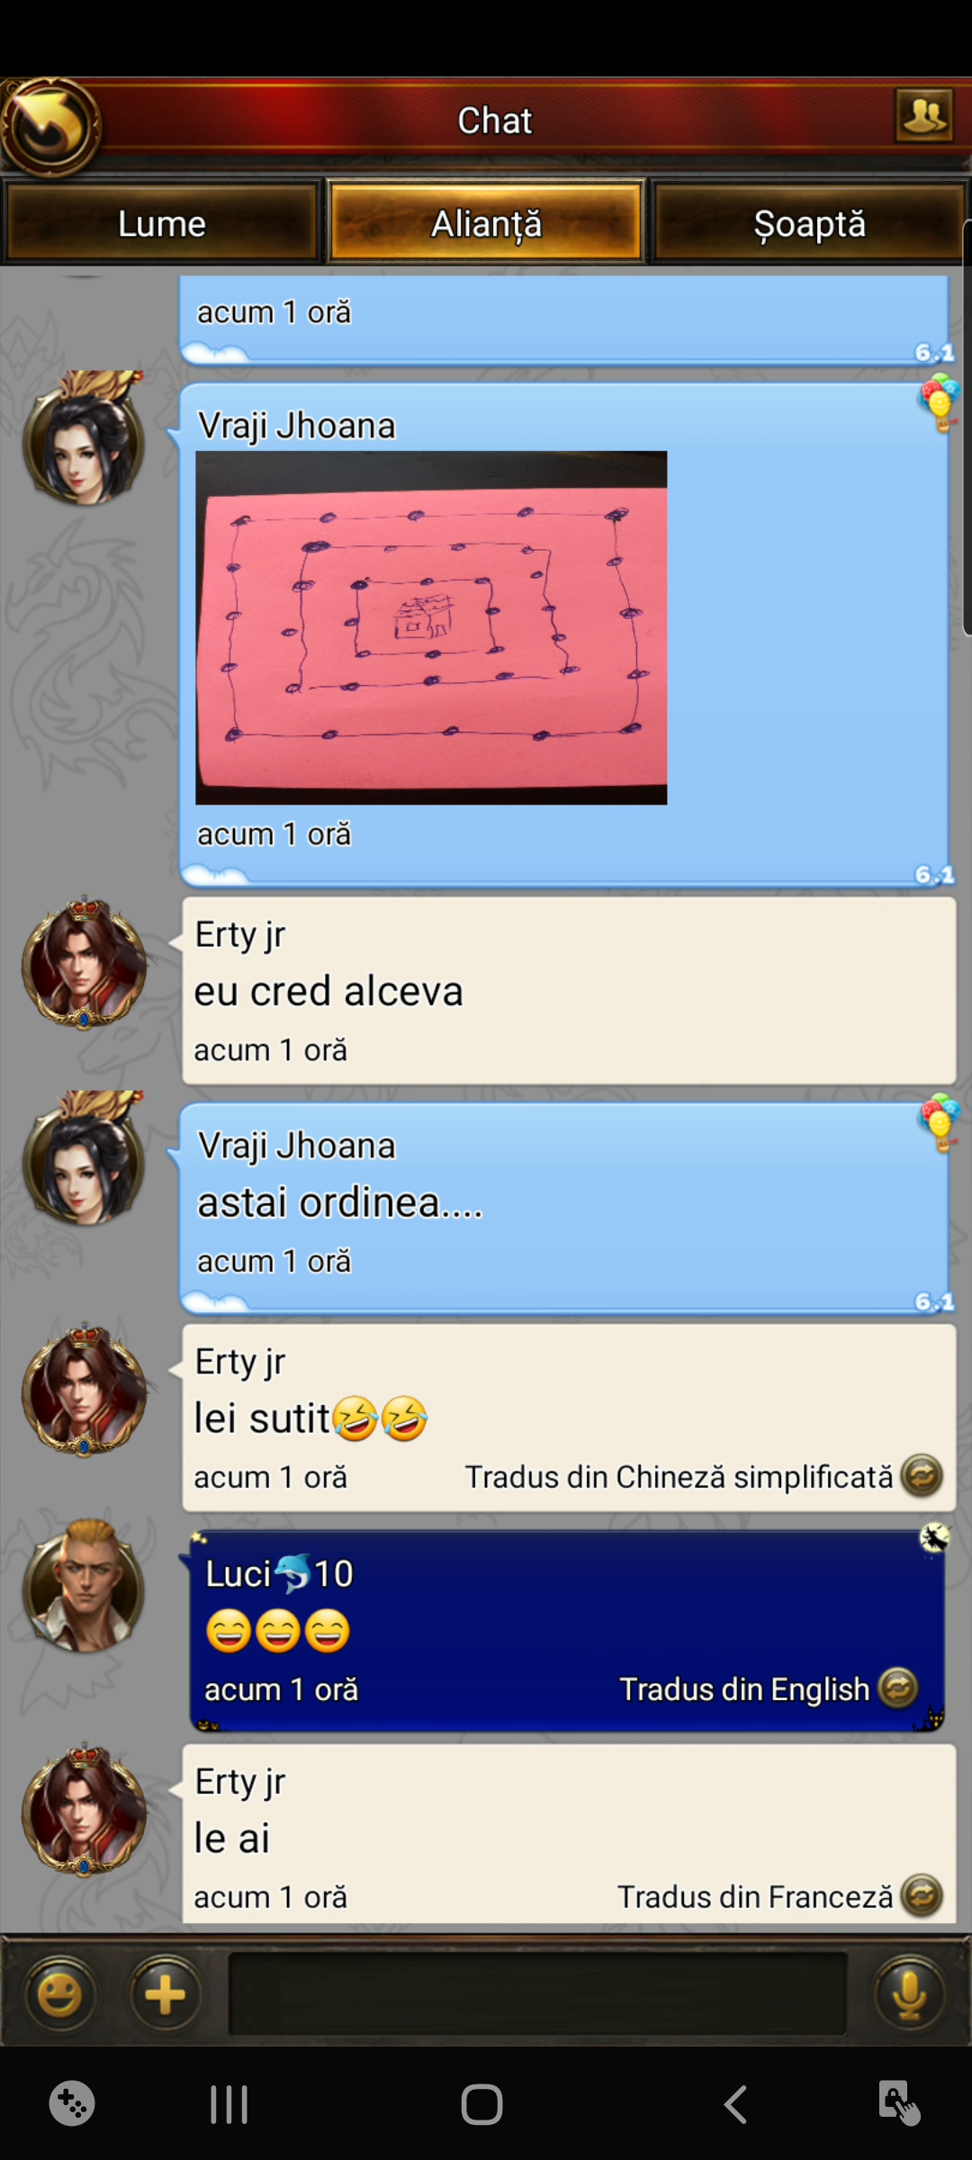 Chat
Lume
Alianță
Șoaptă
acum 1 oră
6.1
Vraji Jhoana
acum 1 oră
6.1
Erty jr
eu cred alceva
acum 1 oră
Vraji Jhoana
astai ordinea....
acum 1 oră
6.1
Erty jr
lei sutit🤣🤣
acum 1 oră Tradus din Chineză simplificată
Luci🐬10
😄😄😄
acum 1 oră Tradus din English
Erty jr
le ai
acum 1 oră Tradus din Franceză